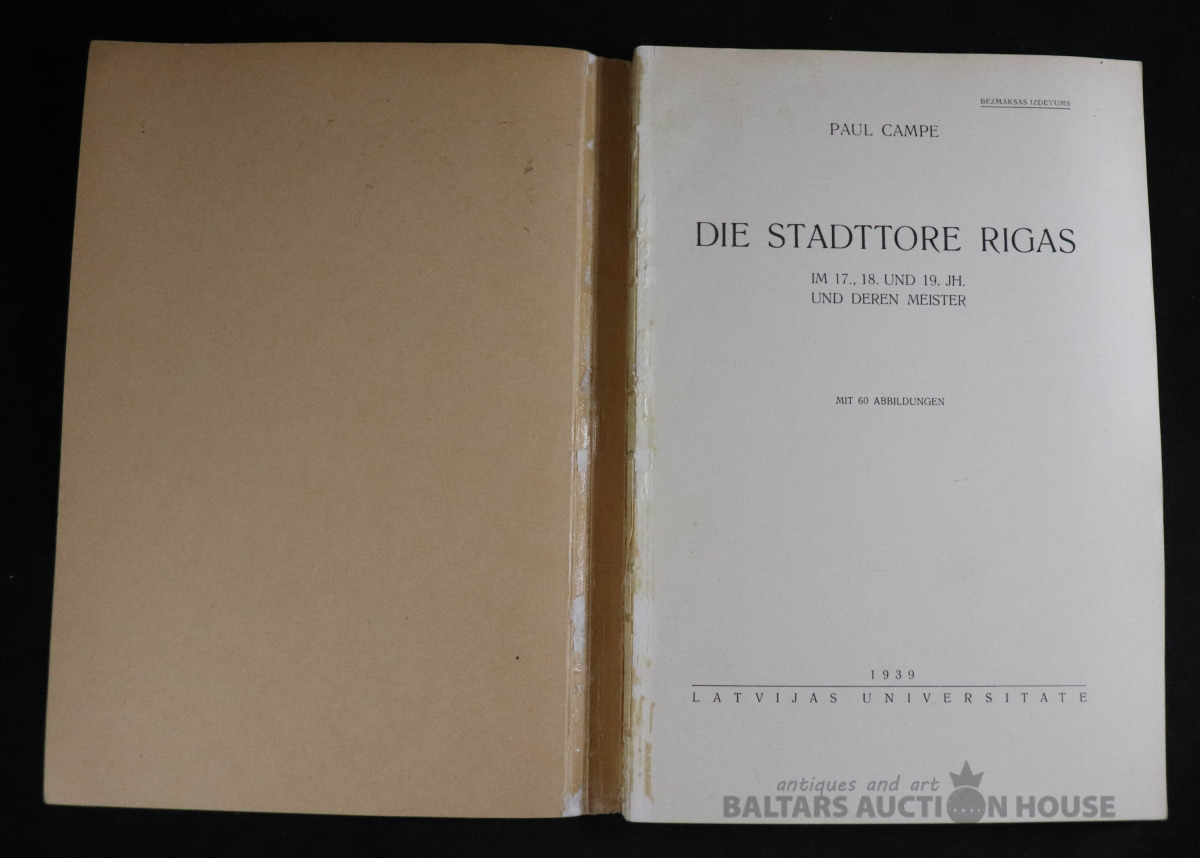 BEZMAKSAS IZDEVUMS
PAUL CAMPE
DIE STADTTORE RIGAS
IM 17., 18. UND 19. JH.
UND DEREN MEISTER
MIT 60 ABBILDUNGEN
1939
LATVIJAS UNIVERSITATE
antiques and art
BALTARS AUCTION HOUSE